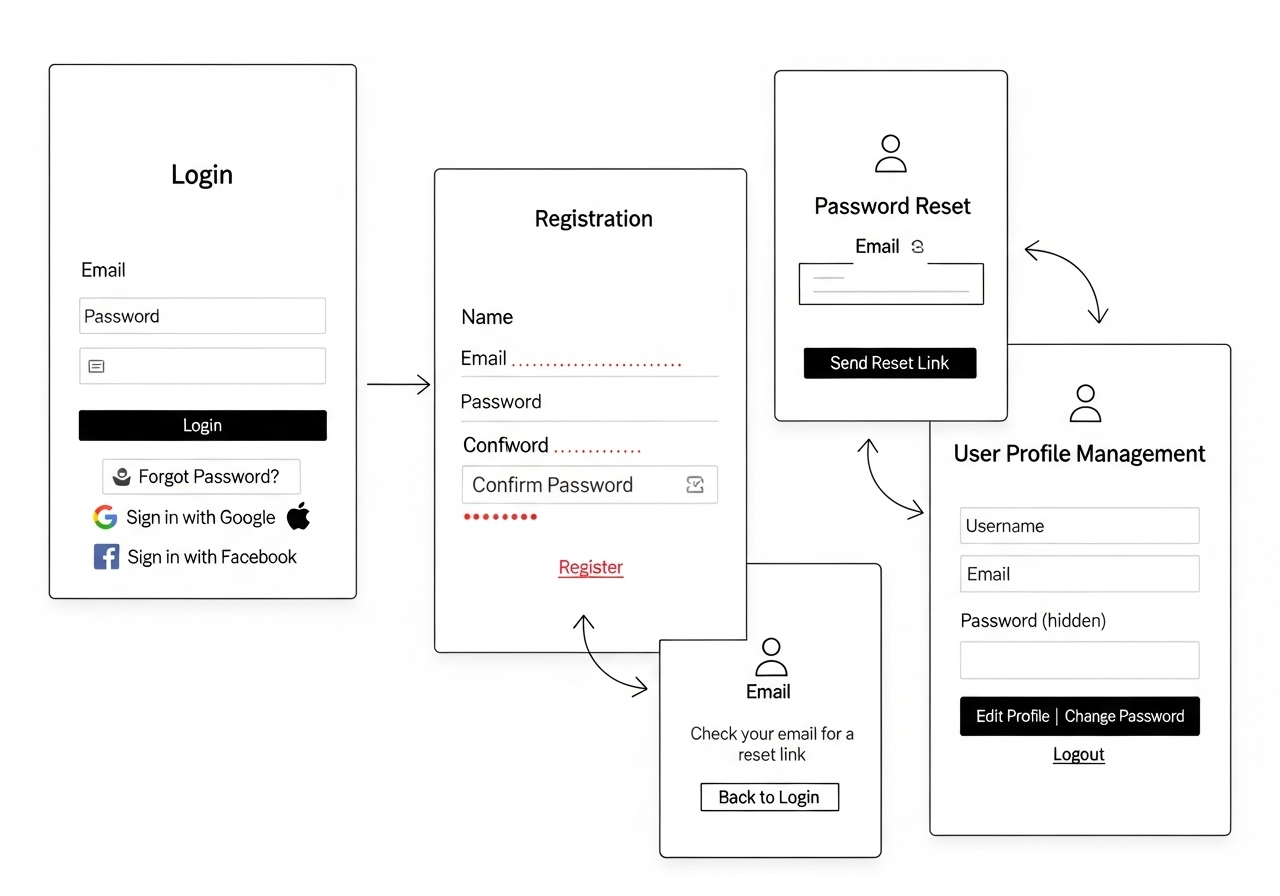 Login
Email
Password
Login
Forgot Password?
Sign in with Google
Sign in with Facebook
Registration
Name
Email
Password
Confiword
Confirm Password
Register
Email
Check your email for a
reset link
Back to Login
Password Reset
Email
Send Reset Link
User Profile Management
Username
Email
Password (hidden)
Edit Profile | Change Password
Logout